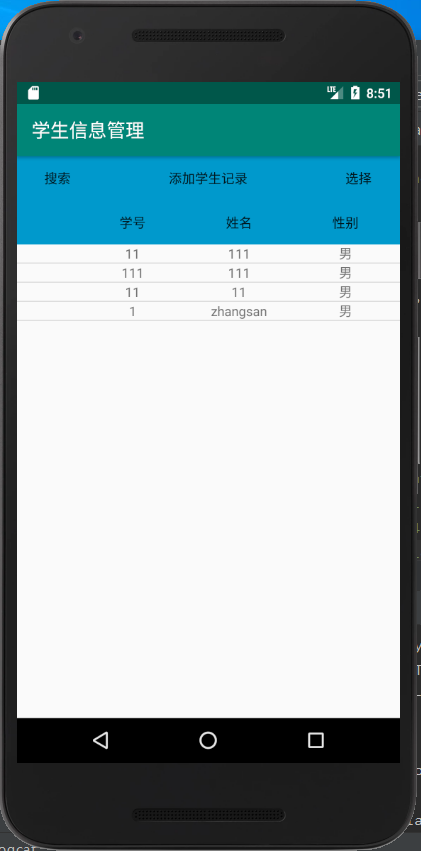 LTE 8:51
学生信息管理
搜索 添加学生记录 选择
学号 姓名 性别
11 111 男
111 111 男
11 11 男
1 zhangsan 男